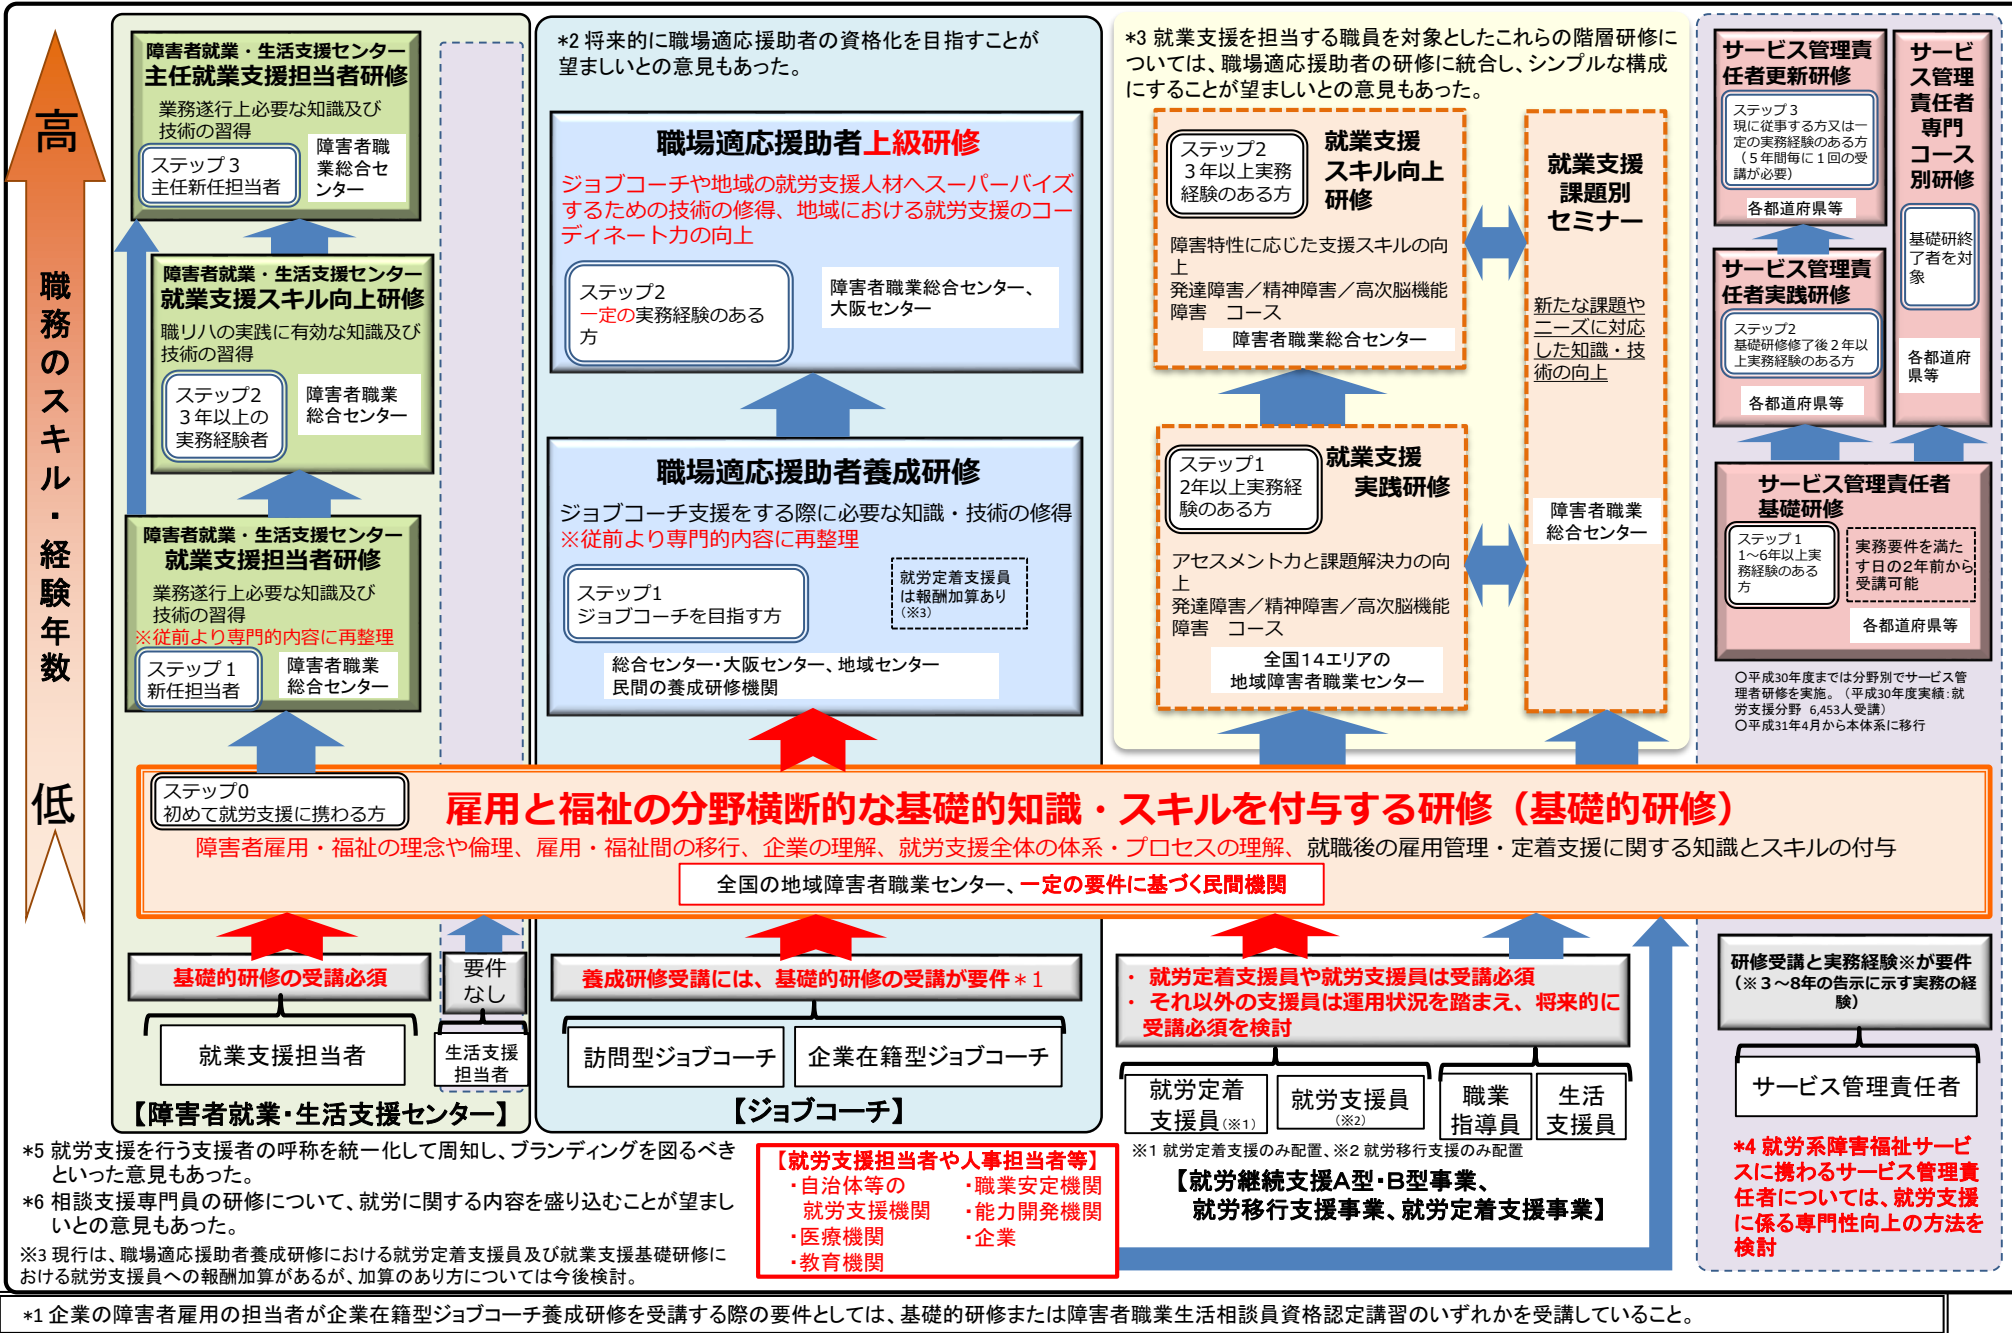 高
職務のスキル・経験年数
低
障害者就業・生活支援センター
主任就業支援担当者研修
業務遂行上必要な知識及び
技術の習得
ステップ３
主任新任担当者
障害者職
業総合セ
ンター
障害者就業・生活支援センター
就業支援スキル向上研修
職リハの実践に有効な知識及び
技術の習得
ステップ2
３年以上の
実務経験者
障害者職業
総合センター
障害者就業・生活支援センター
就業支援担当者研修
業務遂行上必要な知識及び
技術の習得
※従前より専門的内容に再整理
ステップ１
新任担当者
障害者職業
総合センター
*2 将来的に職場適応援助者の資格化を目指すことが
望ましいとの意見もあった。
職場適応援助者上級研修
ジョブコーチや地域の就労支援人材へスーパーバイズ
するための技術の修得、地域における就労支援のコー
ディネート力の向上
ステップ2
一定の実務経験のある
方
障害者職業総合センター、
大阪センター
職場適応援助者養成研修
ジョブコーチ支援をする際に必要な知識・技術の修得
※従前より専門的内容に再整理
ステップ1
ジョブコーチを目指す方
就労定着支援員
は報酬加算あり
（※3）
総合センター・大阪センター、地域センター
民間の養成研修機関
*3 就業支援を担当する職員を対象としたこれらの階層研修に
ついては、職場適応援助者の研修に統合し、シンプルな構成
にすることが望ましいとの意見もあった。
ステップ2
３年以上実務
経験のある方
就業支援
スキル向上
研修
障害特性に応じた支援スキルの向
上
発達障害／精神障害／高次脳機能
障害　コース
障害者職業総合センター
ステップ1
2年以上実務経
験のある方
就業支援
実践研修
アセスメント力と課題解決力の向
上
発達障害／精神障害／高次脳機能
障害　コース
全国14エリアの
地域障害者職業センター
就業支援
課題別
セミナー
新たな課題や
ニーズに対応
した知識・技
術の向上
障害者職業
総合センター
サービス管理責
任者更新研修
ステップ３
現に従事する方又は一
定の実務経験のある方
（５年間毎に１回の受
講が必要）
各都道府県等
サービス管理責
任者実践研修
ステップ2
基礎研修修了後２年以
上実務経験のある方
各都道府県等
サービ
ス管理
責任者
専門
コース
別研修
基礎研終
了者を対
象
各都道府
県等
サービス管理責任者
基礎研修
ステップ１
1～6年以上実
務経験のある
方
実務要件を満た
す日の2年前から
受講可能
各都道府県等
〇平成30年度までは分野別でサービス管
理者研修を実施。（平成30年度実績：就
労支援分野 6,453人受講）
〇平成31年4月から本体系に移行
ステップ0
初めて就労支援に携わる方
雇用と福祉の分野横断的な基礎的知識・スキルを付与する研修（基礎的研修）
障害者雇用・福祉の理念や倫理、雇用・福祉間の移行、企業の理解、就労支援全体の体系・プロセスの理解、就職後の雇用管理・定着支援に関する知識とスキルの付与
全国の地域障害者職業センター、一定の要件に基づく民間機関
基礎的研修の受講必須
就業支援担当者
要件
なし
生活支援
担当者
【障害者就業・生活支援センター】
養成研修受講には、基礎的研修の受講が要件＊1
訪問型ジョブコーチ
企業在籍型ジョブコーチ
【ジョブコーチ】
・ 就労定着支援員や就労支援員は受講必須
・ それ以外の支援員は運用状況を踏まえ、将来的に
受講必須を検討
就労定着
支援員（※1）
就労支援員
（※2）
職業
指導員
生活
支援員
※1 就労定着支援のみ配置、※2 就労移行支援のみ配置
【就労継続支援A型・B型事業、
就労移行支援事業、就労定着支援事業】
研修受講と実務経験※が要件
（※３～8年の告示に示す実務の経
験）
サービス管理責任者
*4 就労系障害福祉サービ
スに携わるサービス管理責
任者については、就労支援
に係る専門性向上の方法を
検討
*5 就労支援を行う支援者の呼称を統一化して周知し、ブランディングを図るべき
といった意見もあった。
*6 相談支援専門員の研修について、就労に関する内容を盛り込むことが望まし
いとの意見もあった。
※3 現行は、職場適応援助者養成研修における就労定着支援員及び就業支援基礎研修に
おける就労支援員への報酬加算があるが、加算のあり方については今後検討。
【就労支援担当者や人事担当者等】
・自治体等の
就労支援機関
・医療機関
・教育機関
・職業安定機関
・能力開発機関
・企業
*1 企業の障害者雇用の担当者が企業在籍型ジョブコーチ養成研修を受講する際の要件としては、基礎的研修または障害者職業生活相談員資格認定講習のいずれかを受講していること。